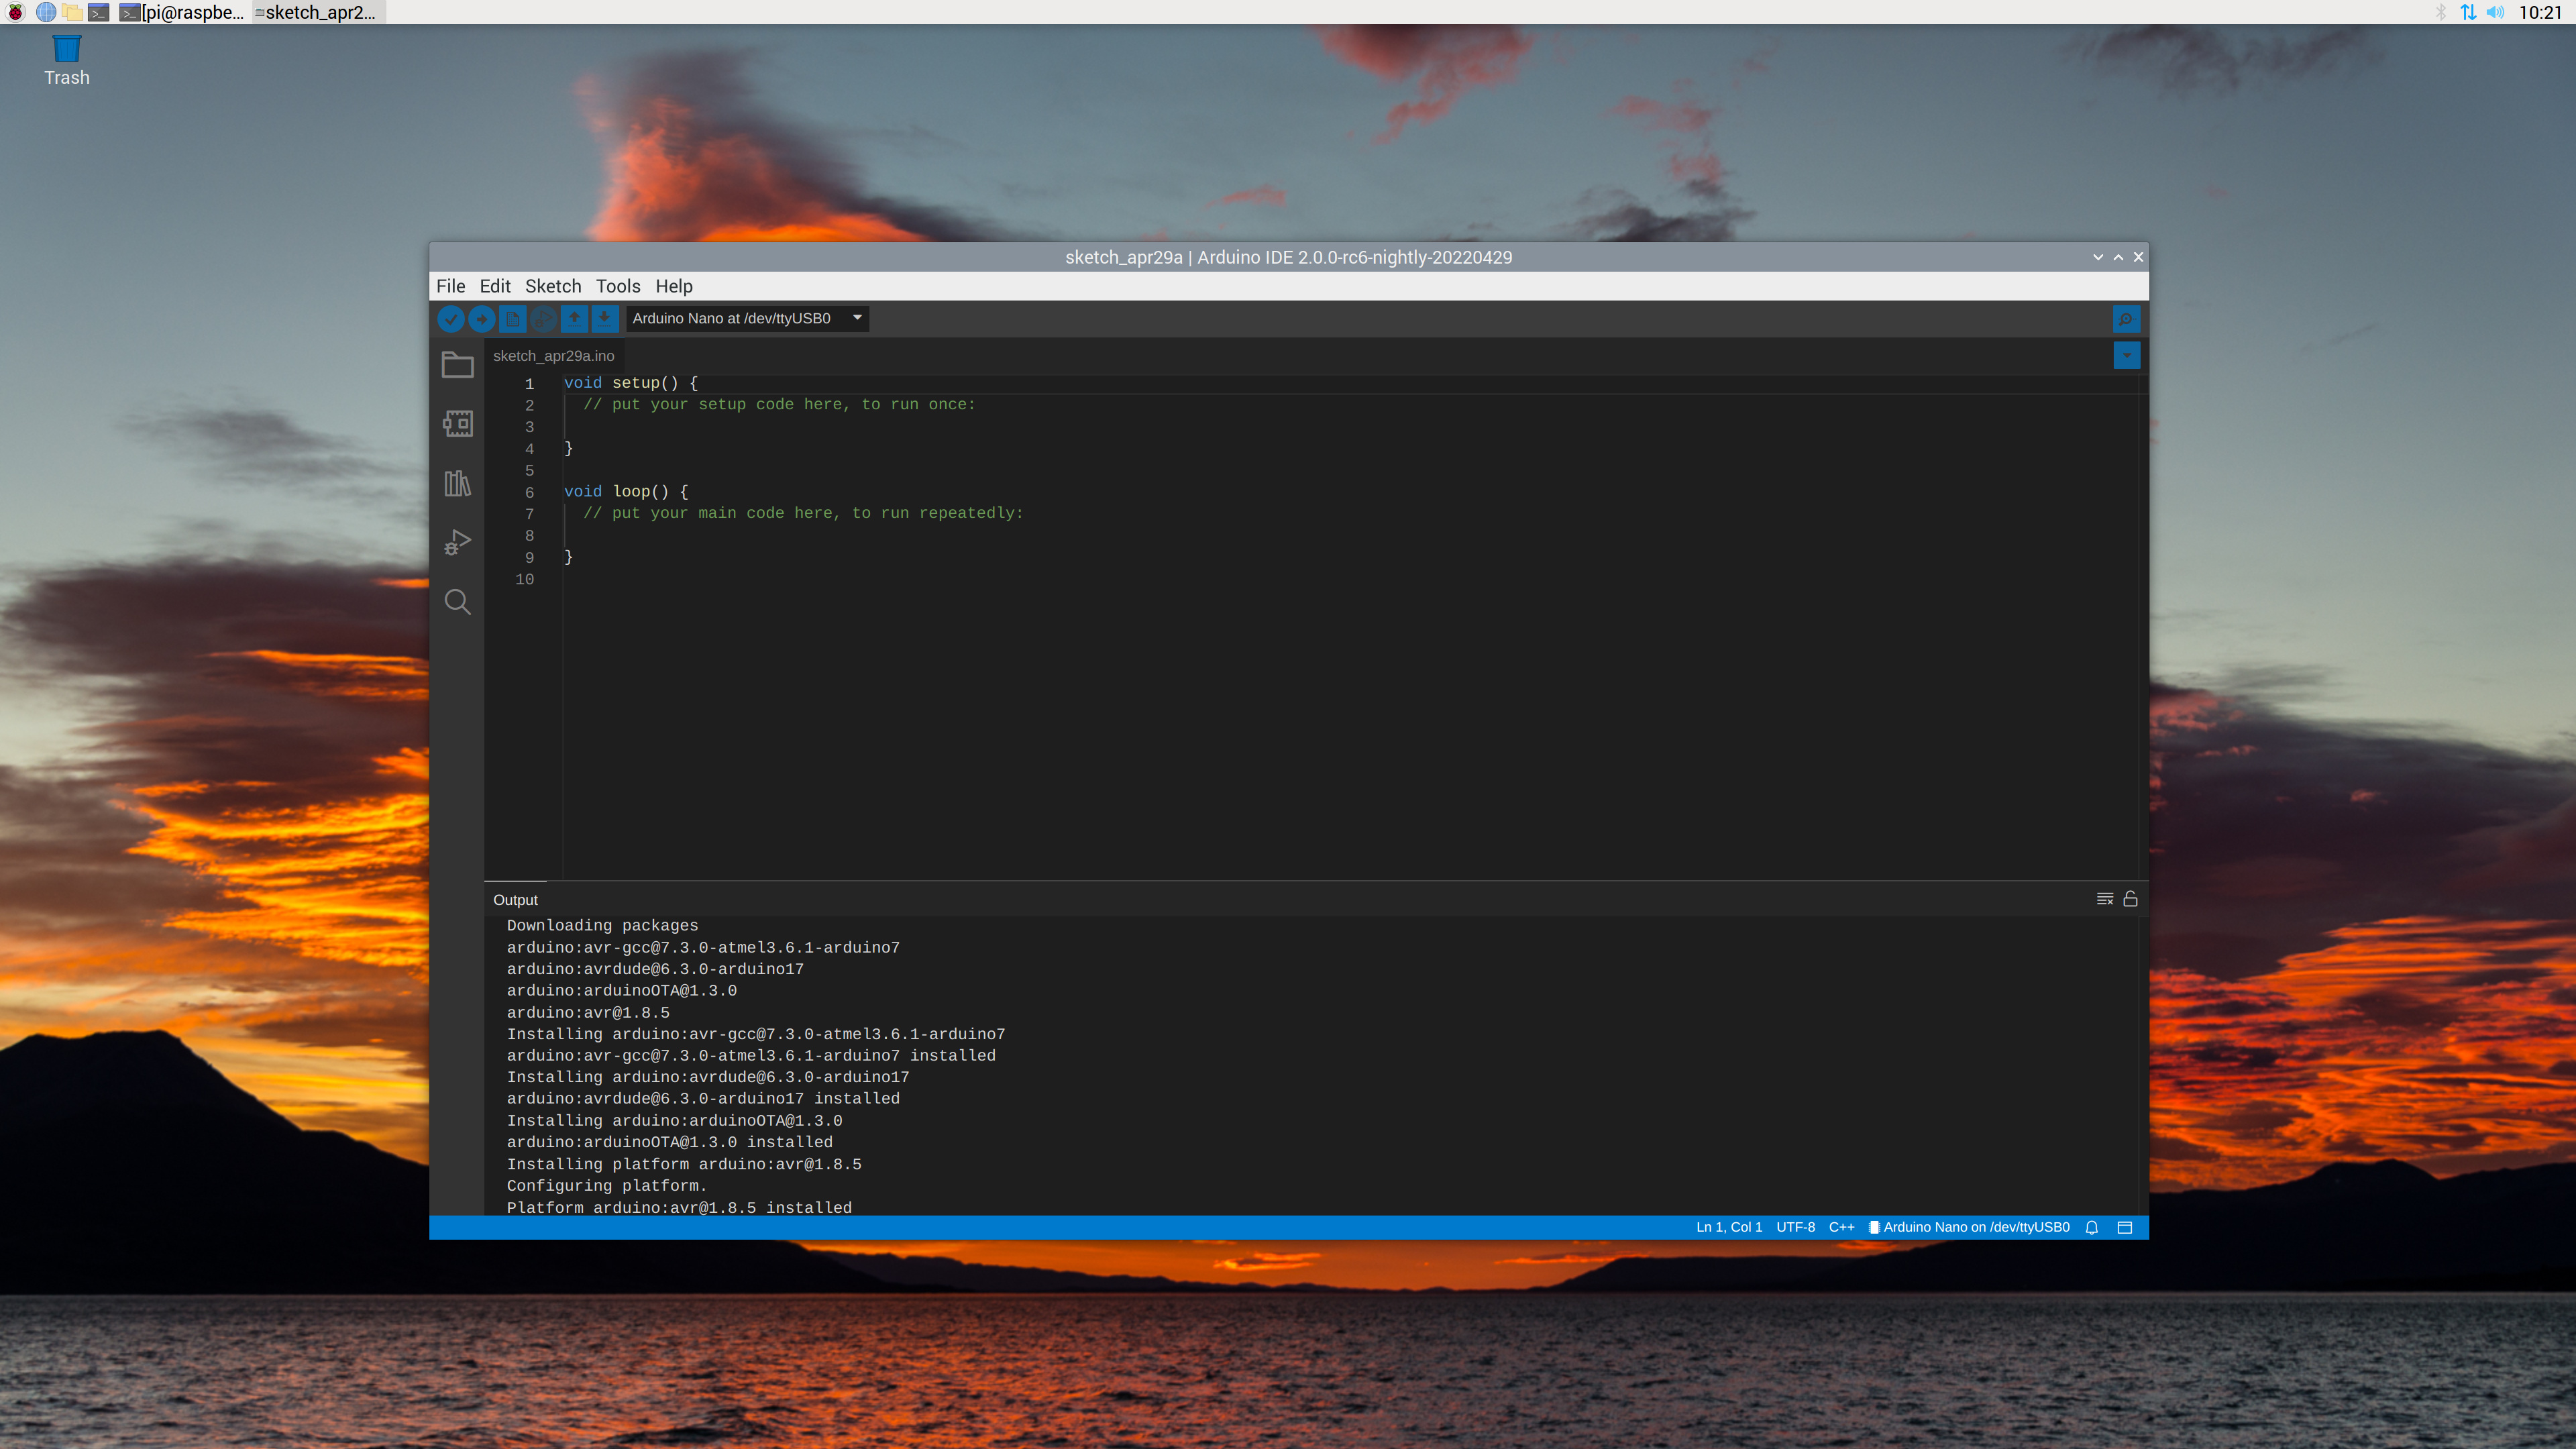 [pi@raspbe...
sketch_apr2...
10:21
Trash
sketch_apr29a | Arduino IDE 2.0.0-rc6-nightly-20220429
File Edit Sketch Tools Help
Arduino Nano at /dev/ttyUSB0
sketch_apr29a.ino
1 void setup() {
2 // put your setup code here, to run once:
3
4 }
5
6 void loop() {
7 // put your main code here, to run repeatedly:
8
9 }
10
Output
Downloading packages
arduino:avr-gcc@7.3.0-atmel3.6.1-arduino7
arduino:avrdude@6.3.0-arduino17
arduino:arduinoOTA@1.3.0
arduino:avr@1.8.5
Installing arduino:avr-gcc@7.3.0-atmel3.6.1-arduino7
arduino:avr-gcc@7.3.0-atmel3.6.1-arduino7 installed
Installing arduino:avrdude@6.3.0-arduino17
arduino:avrdude@6.3.0-arduino17 installed
Installing arduino:arduinoOTA@1.3.0
arduino:arduinoOTA@1.3.0 installed
Installing platform arduino:avr@1.8.5
Configuring platform.
Platform arduino:avr@1.8.5 installed
Ln 1, Col 1 UTF-8 C++ Arduino Nano on /dev/ttyUSB0